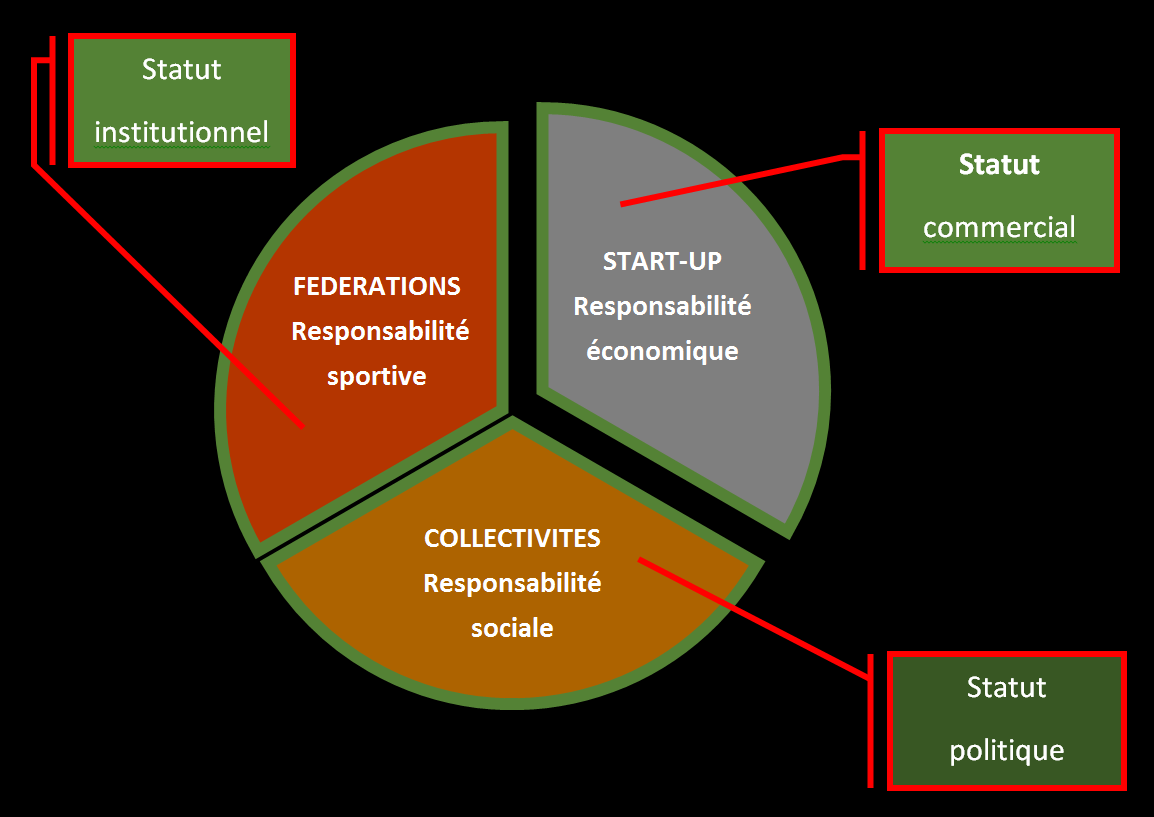 Statut
institutionnel
Statut
commercial
START-UP
Responsabilité
économique
FEDERATIONS
Responsabilité
sportive
COLLECTIVITES
Responsabilité
sociale
Statut
politique